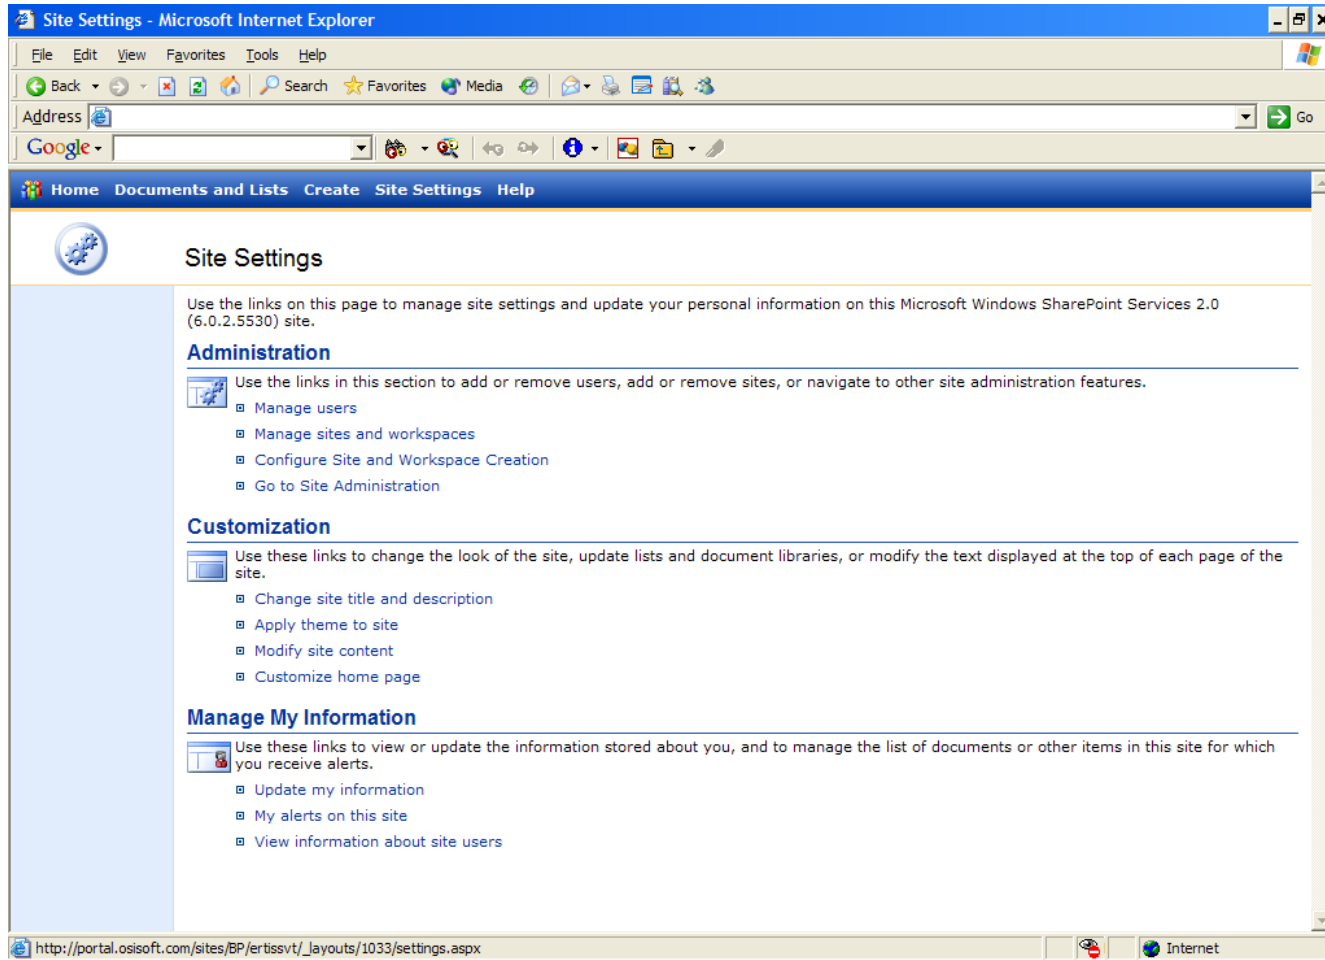 Site Settings - Microsoft Internet Explorer
File Edit View Favorites Tools Help
Back Search Favorites Media
Address Go
Google
Home Documents and Lists Create Site Settings Help
Site Settings
Use the links on this page to manage site settings and update your personal information on this Microsoft Windows SharePoint Services 2.0
(6.0.2.5530) site.
Administration
Use the links in this section to add or remove users, add or remove sites, or navigate to other site administration features.
Manage users
Manage sites and workspaces
Configure Site and Workspace Creation
Go to Site Administration
Customization
Use these links to change the look of the site, update lists and document libraries, or modify the text displayed at the top of each page of the
site.
Change site title and description
Apply theme to site
Modify site content
Customize home page
Manage My Information
Use these links to view or update the information stored about you, and to manage the list of documents or other items in this site for which
you receive alerts.
Update my information
My alerts on this site
View information about site users
http://portal.osisoft.com/sites/BP/ertissvt/_layouts/1033/settings.aspx Internet